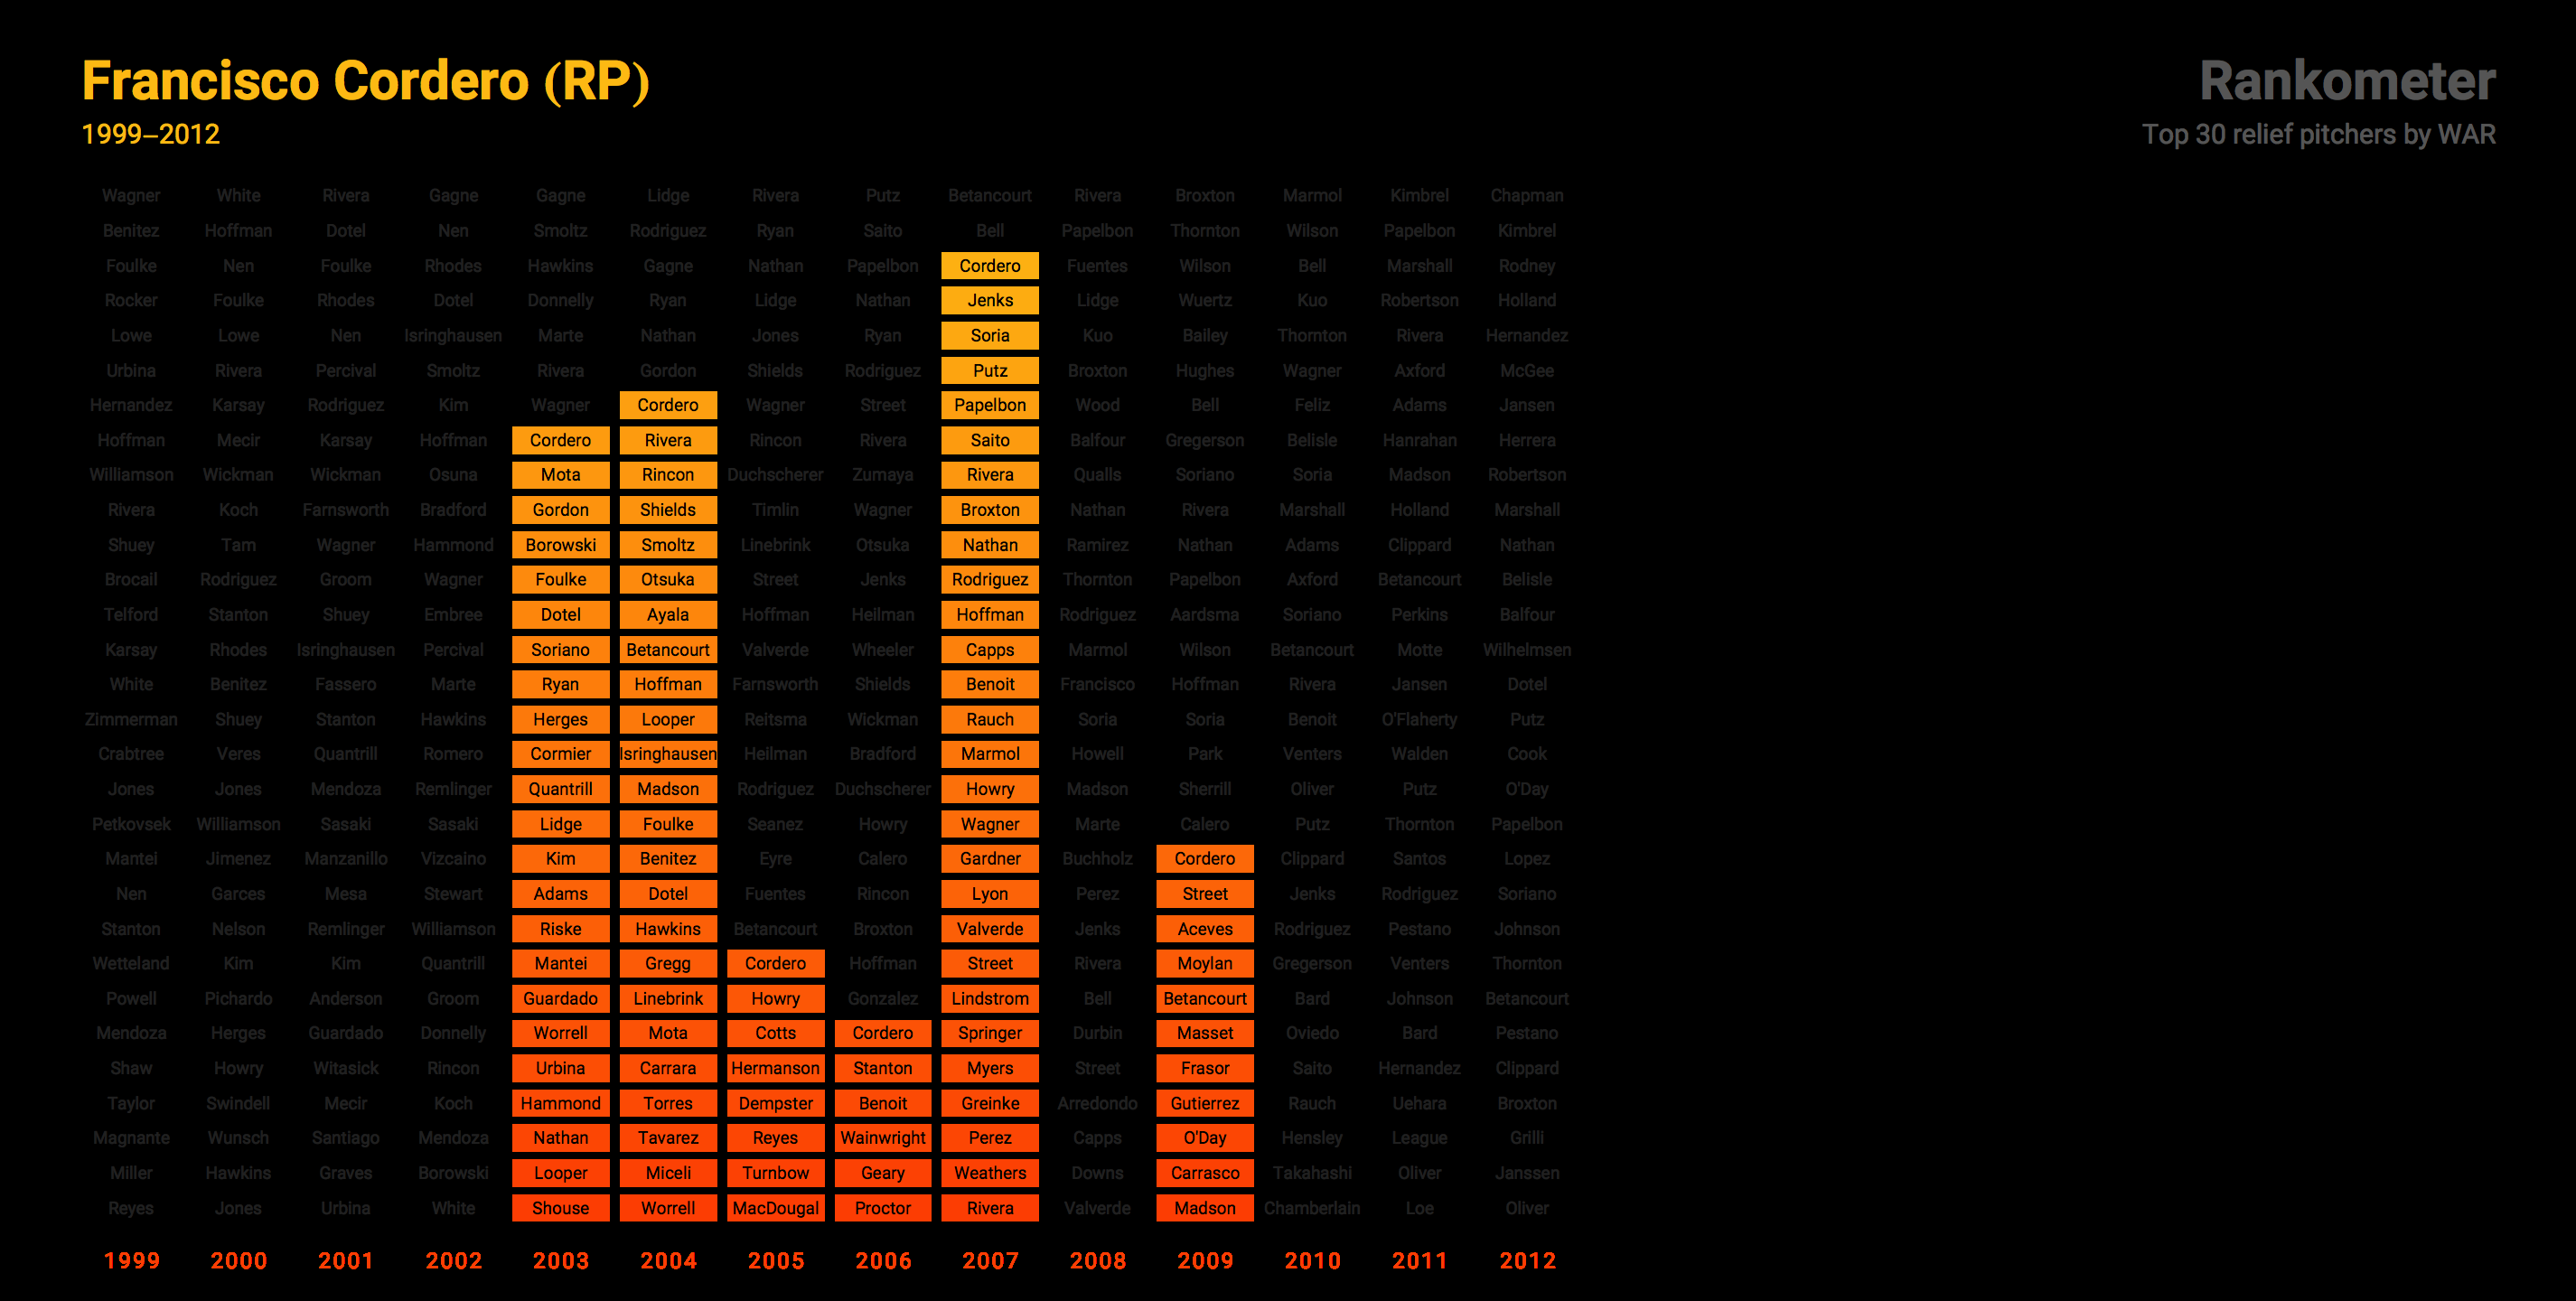 Francisco Cordero (RP)
1999–2012
Rankometer
Top 30 relief pitchers by WAR
Wagner White Rivera Gagne Gagne Lidge Rivera Putz Betancourt Rivera Broxton Marmol Kimbrel Chapman
Benitez Hoffman Dotel Nen Smoltz Rodriguez Ryan Saito Bell Papelbon Thornton Wilson Papelbon Kimbrel
Foulke Nen Foulke Rhodes Hawkins Gagne Nathan Papelbon Cordero Fuentes Wilson Bell Marshall Rodney
Rocker Foulke Rhodes Dotel Donnelly Ryan Lidge Nathan Jenks Lidge Wuertz Kuo Robertson Holland
Lowe Lowe Nen Isringhausen Marte Nathan Jones Ryan Soria Kuo Bailey Thornton Rivera Hernandez
Urbina Rivera Percival Smoltz Rivera Gordon Shields Rodriguez Putz Broxton Hughes Wagner Axford McGee
Hernandez Karsay Rodriguez Kim Wagner Cordero Wagner Street Papelbon Wood Bell Feliz Adams Jansen
Hoffman Mecir Karsay Hoffman Cordero Rivera Rincon Rivera Saito Balfour Gregerson Belisle Hanrahan Herrera
Williamson Wickman Wickman Osuna Mota Rincon Duchscherer Zumaya Rivera Qualls Soriano Soria Madson Robertson
Rivera Koch Farnsworth Bradford Gordon Shields Timlin Wagner Broxton Nathan Rivera Marshall Holland Marshall
Shuey Tam Wagner Hammond Borowski Smoltz Linebrink Otsuka Nathan Ramirez Nathan Adams Clippard Nathan
Brocail Rodriguez Groom Wagner Foulke Otsuka Street Jenks Rodriguez Thornton Papelbon Axford Betancourt Belisle
Telford Stanton Shuey Embree Dotel Ayala Hoffman Heilman Hoffman Rodriguez Aardsma Soriano Perkins Balfour
Karsay Rhodes Isringhausen Percival Soriano Betancourt Valverde Wheeler Capps Marmol Wilson Betancourt Motte Wilhelmsen
White Benitez Fassero Marte Ryan Hoffman Farnsworth Shields Benoit Francisco Hoffman Rivera Jansen Dotel
Zimmerman Shuey Stanton Hawkins Herges Looper Reitsma Wickman Rauch Soria Soria Benoit O'Flaherty Putz
Crabtree Veres Quantrill Romero Cormier Isringhausen Heilman Bradford Marmol Howell Park Venters Walden Cook
Jones Jones Mendoza Remlinger Quantrill Madson Rodriguez Duchscherer Howry Madson Sherrill Oliver Putz O'Day
Petkovsek Williamson Sasaki Sasaki Lidge Foulke Seanez Howry Wagner Marte Calero Putz Thornton Papelbon
Mantei Jimenez Manzanillo Vizcaino Kim Benitez Eyre Calero Gardner Buchholz Cordero Clippard Santos Lopez
Nen Garces Mesa Stewart Adams Dotel Fuentes Rincon Lyon Perez Street Jenks Rodriguez Soriano
Stanton Nelson Remlinger Williamson Riske Hawkins Betancourt Broxton Valverde Jenks Aceves Rodriguez Pestano Johnson
Wetteland Kim Kim Quantrill Mantei Gregg Cordero Hoffman Street Rivera Moylan Gregerson Venters Thornton
Powell Pichardo Anderson Groom Guardado Linebrink Howry Gonzalez Lindstrom Bell Betancourt Bard Johnson Betancourt
Mendoza Herges Guardado Donnelly Worrell Mota Cotts Cordero Springer Durbin Masset Oviedo Bard Pestano
Shaw Howry Witasick Rincon Urbina Carrara Hermanson Stanton Myers Street Frasor Saito Hernandez Clippard
Taylor Swindell Mecir Koch Hammond Torres Dempster Benoit Greinke Arredondo Gutierrez Rauch Uehara Broxton
Magnante Wunsch Santiago Mendoza Nathan Tavarez Reyes Wainwright Perez Capps O'Day Hensley League Grilli
Miller Hawkins Graves Borowski Looper Miceli Turnbow Geary Weathers Downs Carrasco Takahashi Oliver Janssen
Reyes Jones Urbina White Shouse Worrell MacDougal Proctor Rivera Valverde Madson Chamberlain Loe Oliver
1999 2000 2001 2002 2003 2004 2005 2006 2007 2008 2009 2010 2011 2012